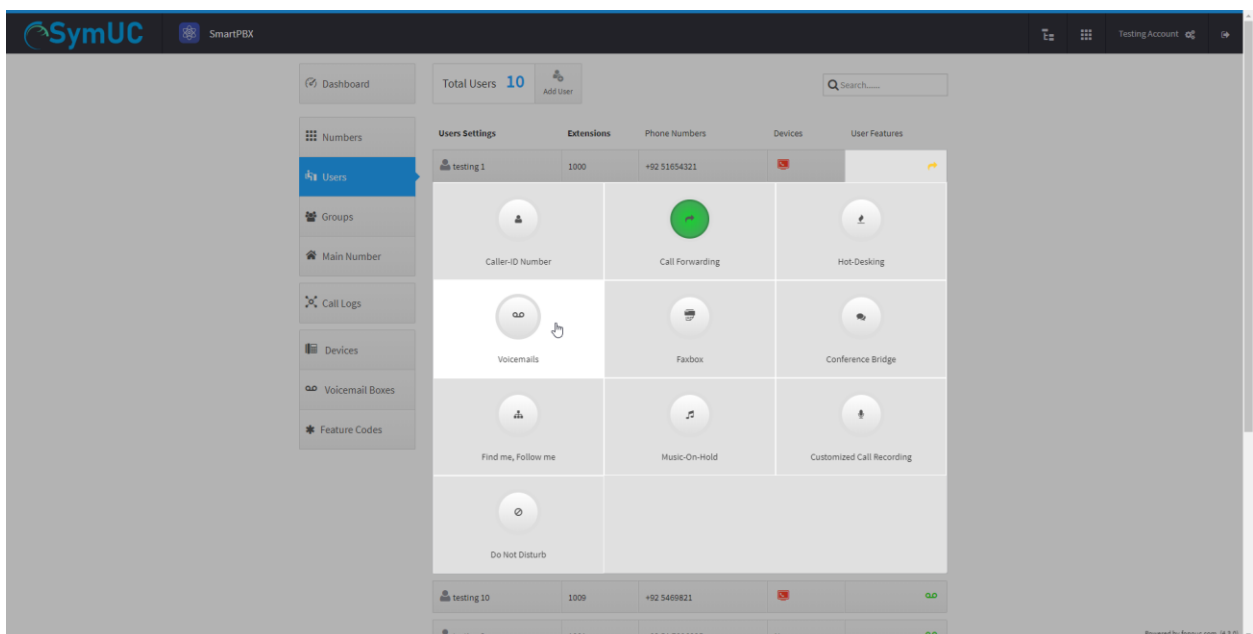 SymUC
SmartPBX
Testing Account
Dashboard
Total Users 10
Add User
Search......
Numbers
Users
Groups
Main Number
Call Logs
Devices
Voicemail Boxes
Feature Codes
Users Settings Extensions Phone Numbers Devices User Features
testing 1 1000 +92 51654321
Caller-ID Number Call Forwarding Hot-Desking
Voicemails Faxbox Conference Bridge
Find me, Follow me Music-On-Hold Customized Call Recording
Do Not Disturb
testing 10 1009 +92 5469821